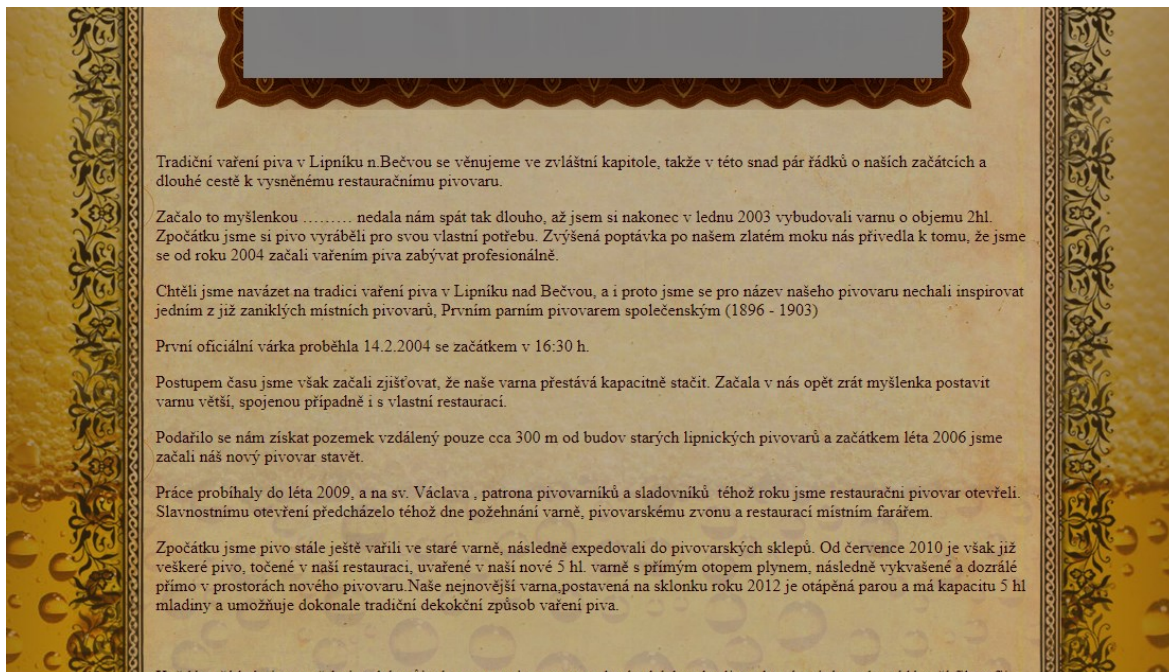 Tradiční vaření piva v Lipníku n.Bečvou se věnujeme ve zvláštní kapitole, takže v této snad pár řádků o našich začátcích a
dlouhé cestě k vysněnému restauračnímu pivovaru.
Začalo to myšlenkou ……… nedala nám spát tak dlouho, až jsem si nakonec v lednu 2003 vybudovali varnu o objemu 2hl.
Zpočátku jsme si pivo vyráběli pro svou vlastní potřebu. Zvýšená poptávka po našem zlatém moku nás přivedla k tomu, že jsme
se od roku 2004 začali vařením piva zabývat profesionálně.
Chtěli jsme navázet na tradici vaření piva v Lipníku nad Bečvou, a i proto jsme se pro název našeho pivovaru nechali inspirovat
jedním z již zaniklých místních pivovarů, Prvním parním pivovarem společenským (1896 - 1903)
První oficiální várka proběhla 14.2.2004 se začátkem v 16:30 h.
Postupem času jsme však začali zjišťovat, že naše varna přestává kapacitně stačit. Začala v nás opět zrát myšlenka postavit
varnu větší, spojenou případně i s vlastní restaurací.
Podařilo se nám získat pozemek vzdálený pouze cca 300 m od budov starých lipnických pivovarů a začátkem léta 2006 jsme
začali náš nový pivovar stavět.
Práce probíhaly do léta 2009, a na sv. Václava , patrona pivovarníků a sladovníků téhož roku jsme restauračni pivovar otevřeli.
Slavnostnímu otevření předcházelo téhož dne požehnání varně, pivovarskému zvonu a restaurací místním farářem.
Zpočátku jsme pivo stále ještě vařili ve staré varně, následně expedovali do pivovarských sklepů. Od července 2010 je však již
veškeré pivo, točené v naší restauraci, uvařené v naší nové 5 hl. varně s přímým otopem plynem, následně vykvašené a dozrálé
přímo v prostorách nového pivovaru.Naše nejnovější varna,postavená na sklonku roku 2012 je otápěná parou a má kapacitu 5 hl
mladiny a umožňuje dokonale tradiční dekokční způsob vaření piva.